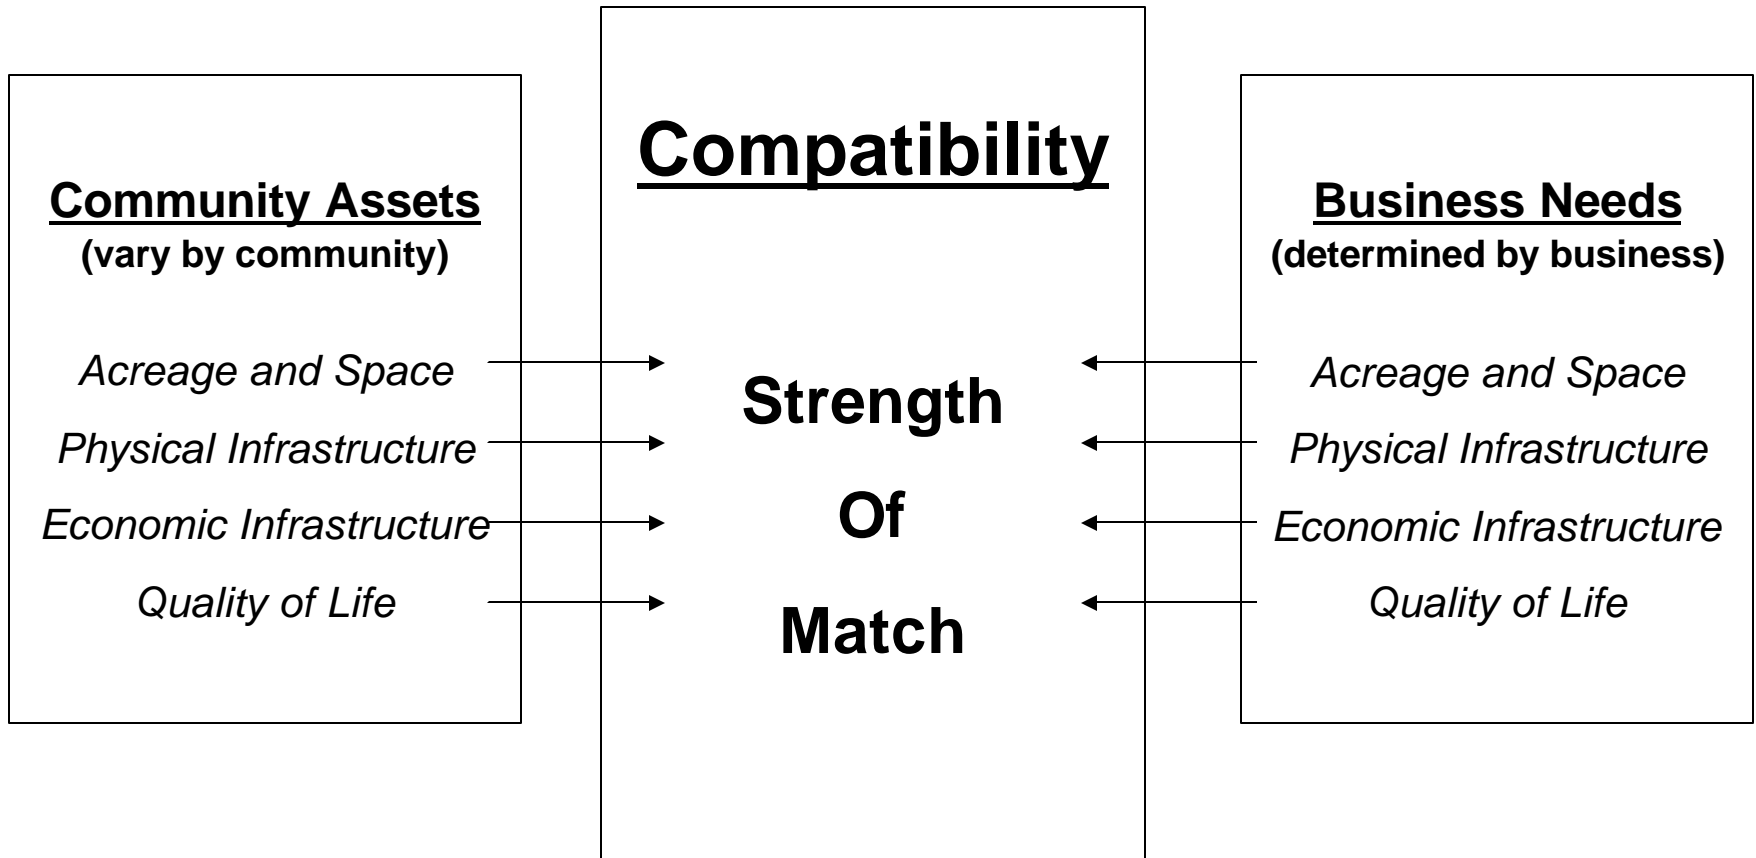 Community Assets
(vary by community)
Acreage and Space
Physical Infrastructure
Economic Infrastructure
Quality of Life
Compatibility
Strength
Of
Match
Business Needs
(determined by business)
Acreage and Space
Physical Infrastructure
Economic Infrastructure
Quality of Life